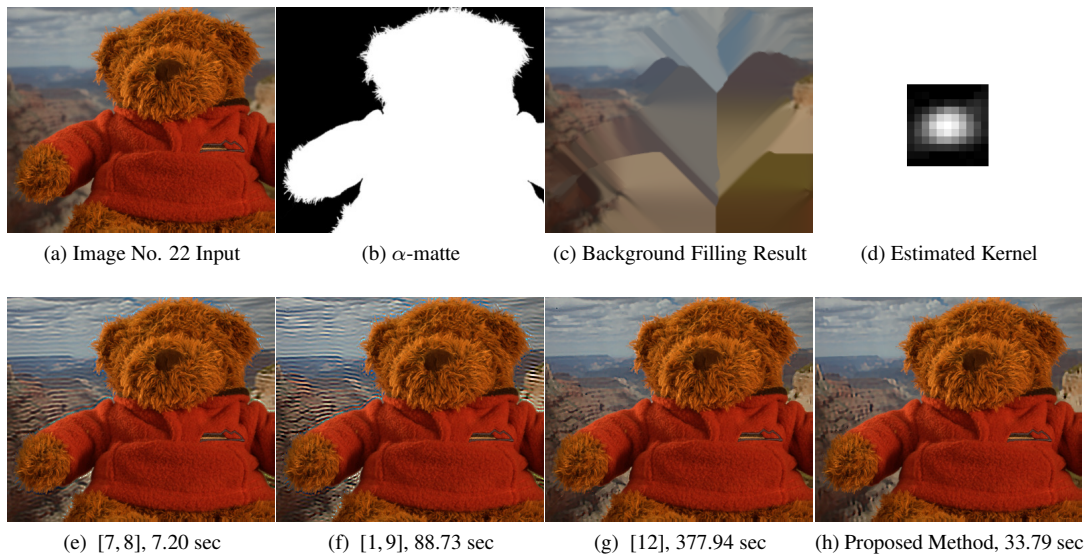 (a) Image No. 22 Input
(b) α-matte
(c) Background Filling Result
(d) Estimated Kernel
(e) [7, 8], 7.20 sec
(f) [1, 9], 88.73 sec
(g) [12], 377.94 sec
(h) Proposed Method, 33.79 sec